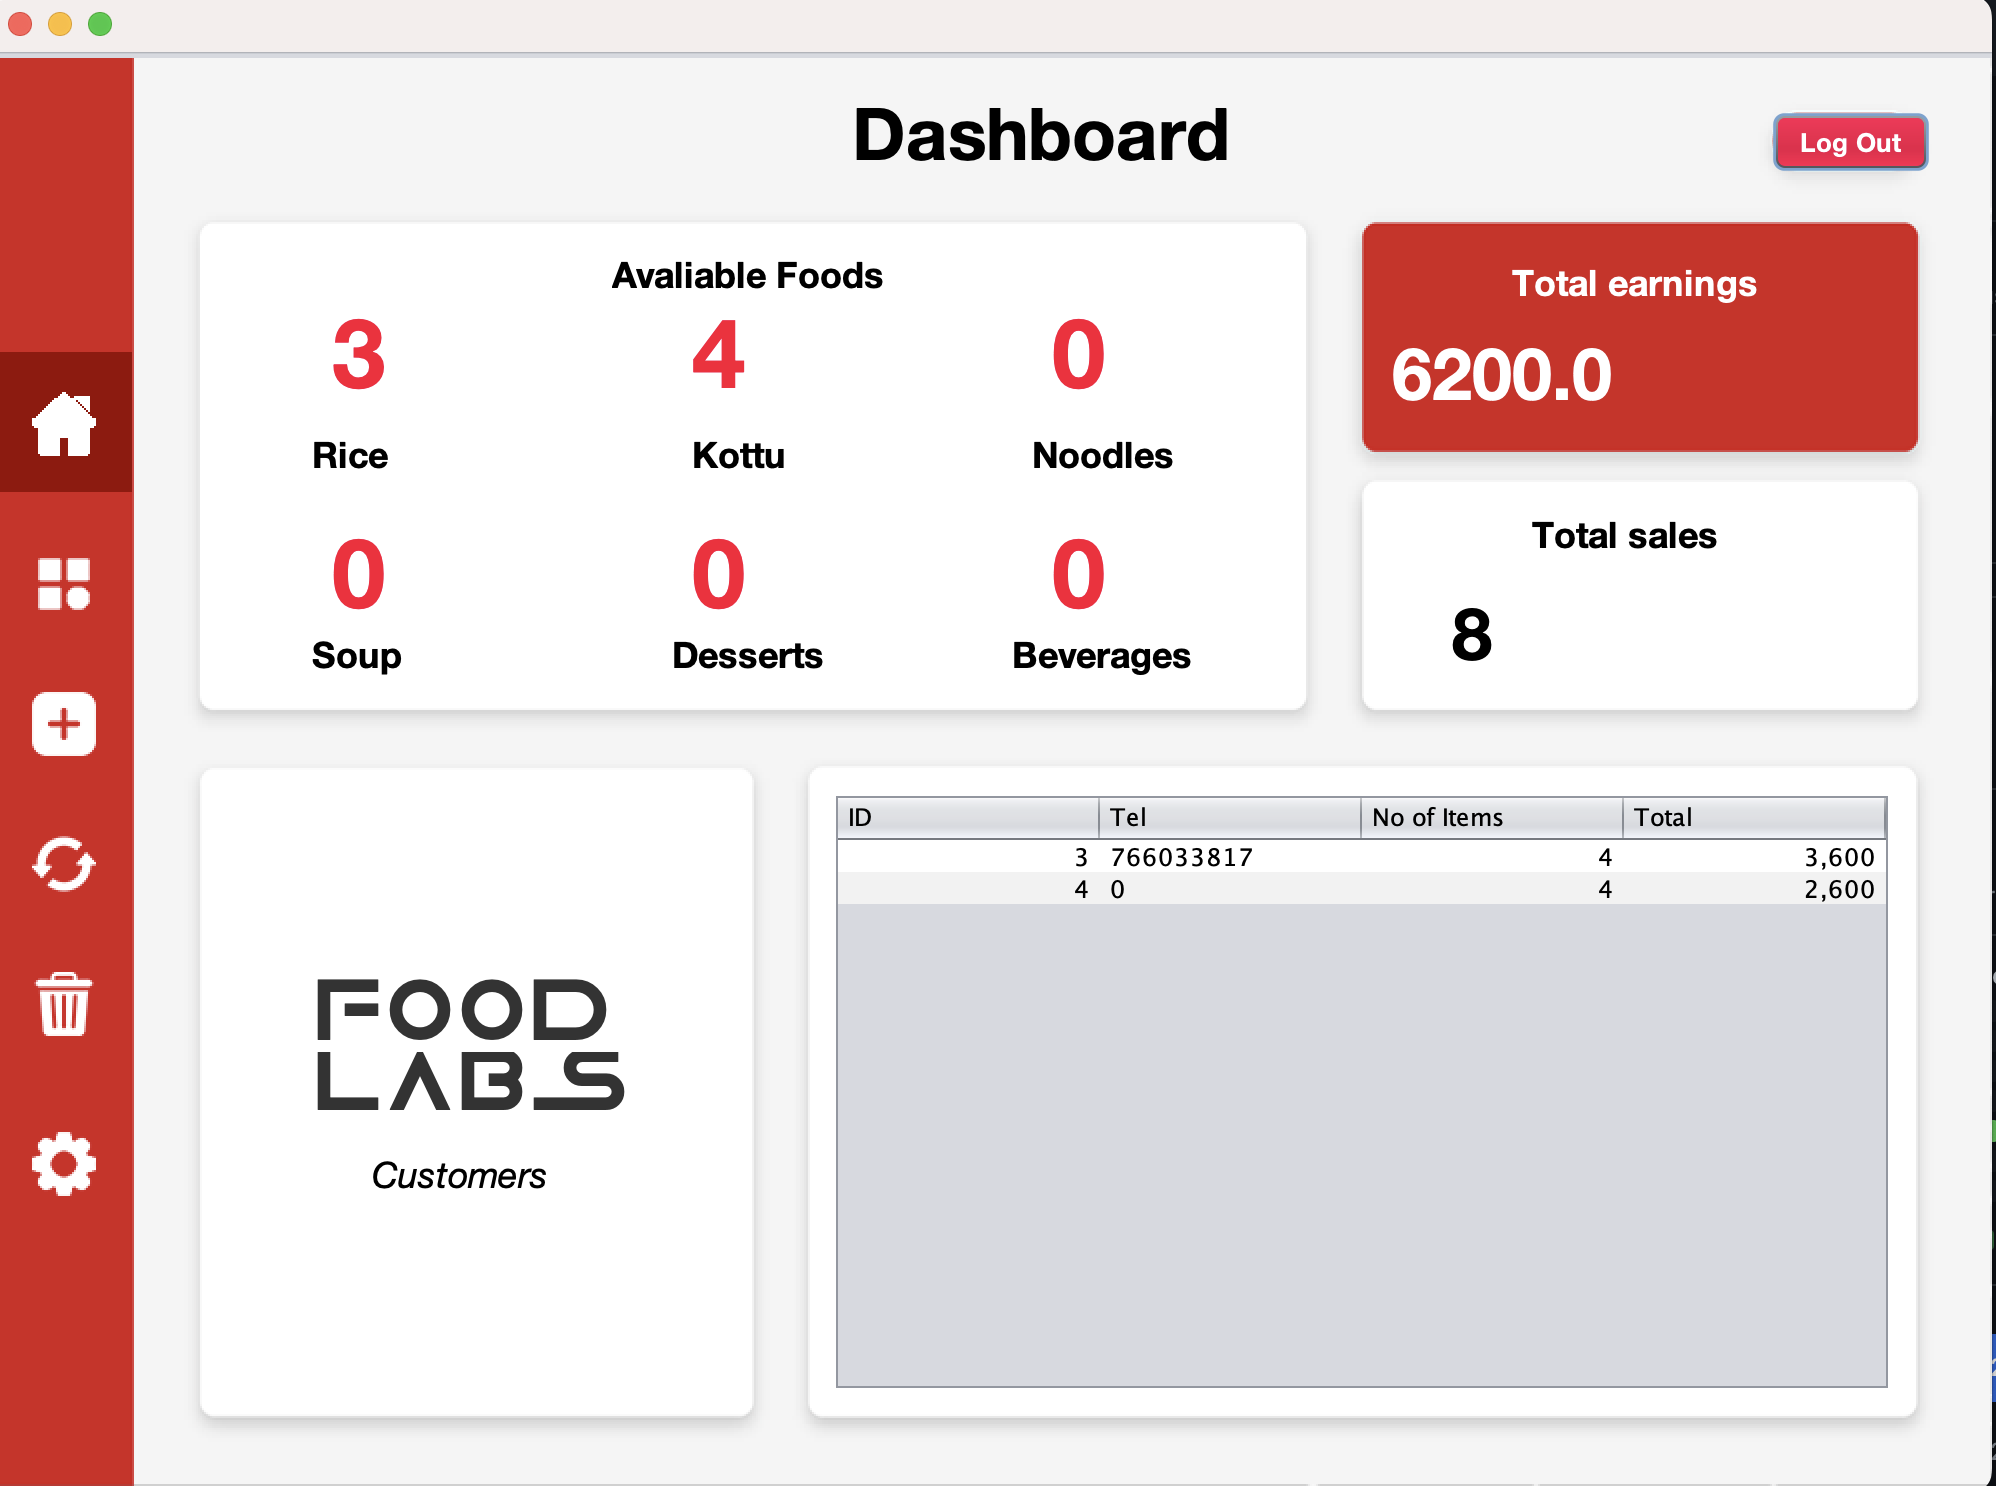 Dashboard
Log Out
Avaliable Foods
3 4 0
Rice Kottu Noodles
0 0 0
Soup Desserts Beverages
Total earnings
6200.0
Total sales
8
FOOD
LABS
Customers
ID Tel No of Items Total
3 766033817 4 3,600
4 0 4 2,600